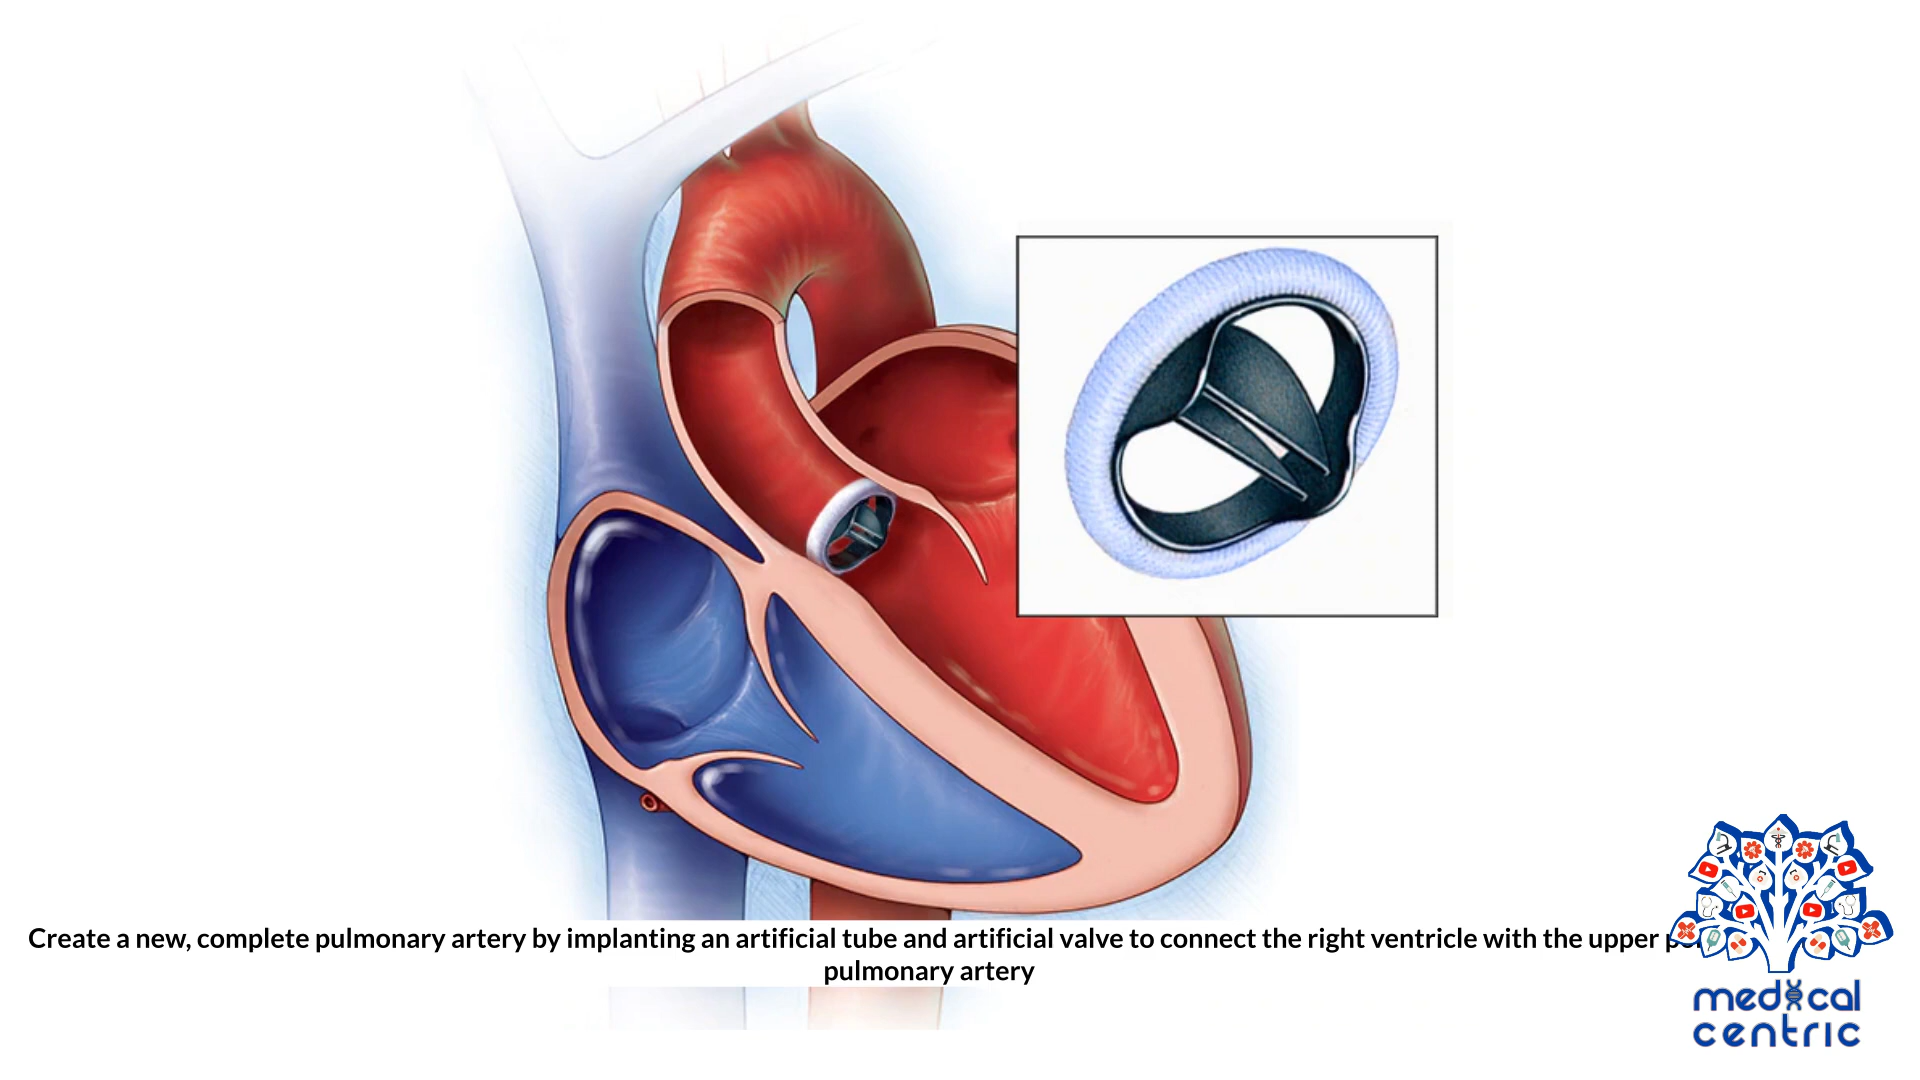 Create a new, complete pulmonary artery by implanting an artificial tube and artificial valve to connect the right ventricle with the upper
pulmonary artery
medical
centric